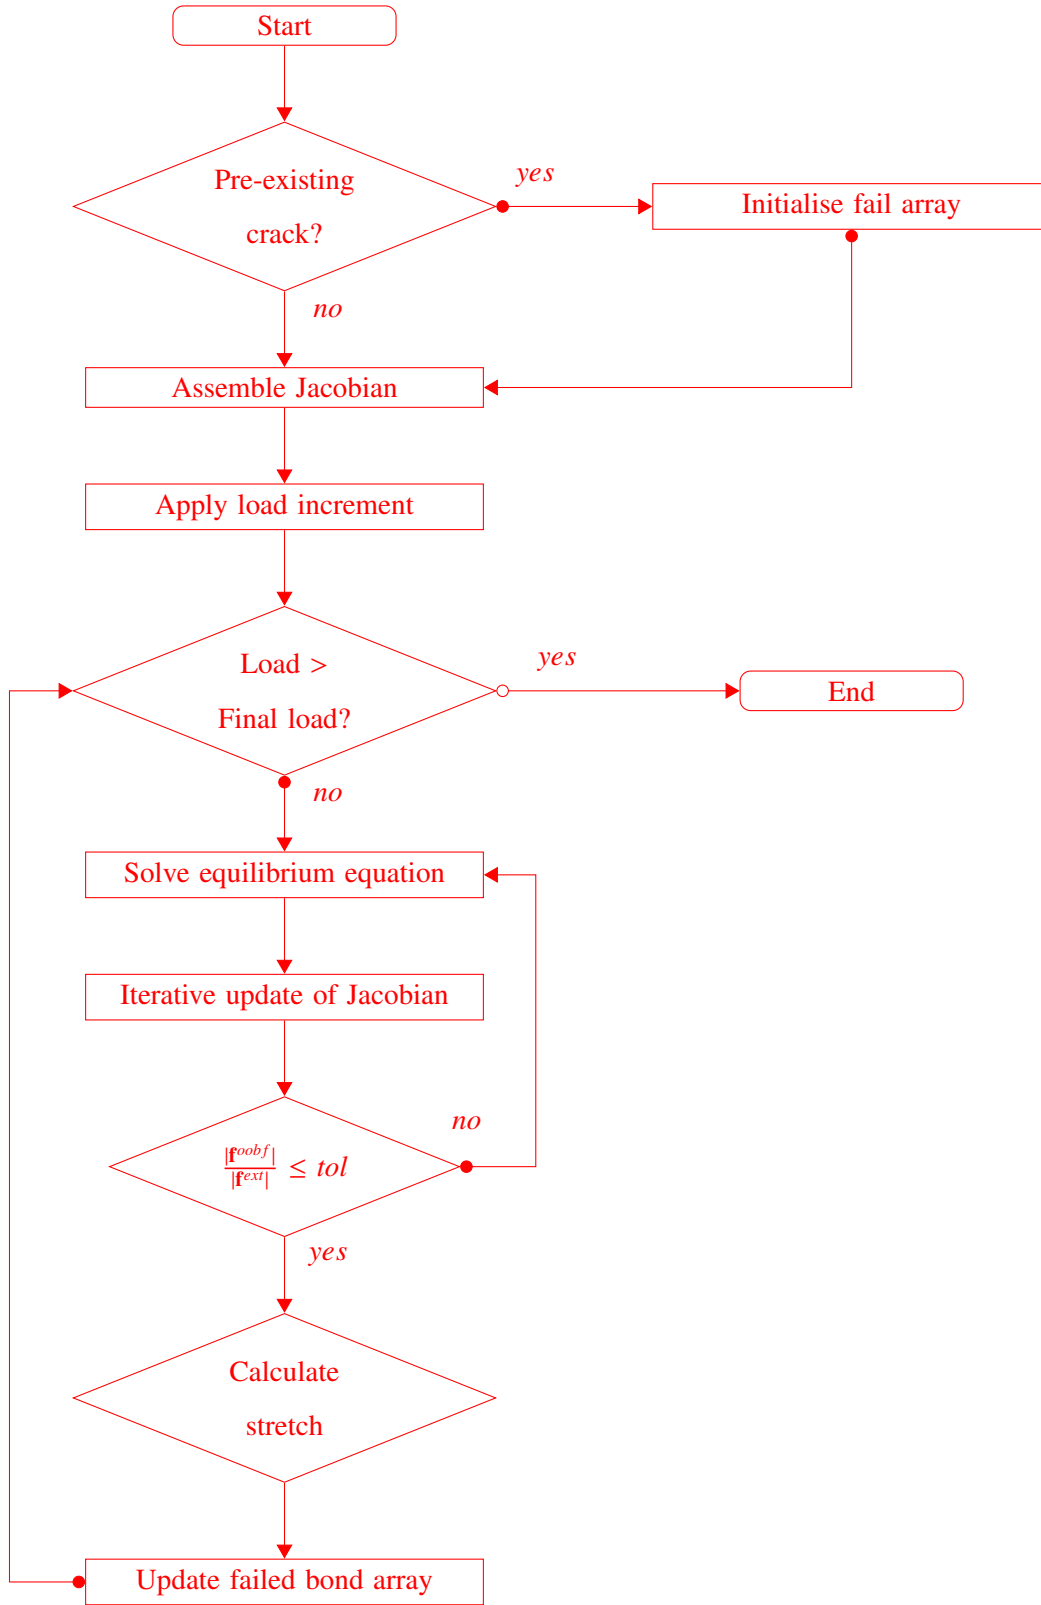 Start
Pre-existing
crack?
yes
Initialise fail array
no
Assemble Jacobian
Apply load increment
Load >
Final load?
yes
End
no
Solve equilibrium equation
Iterative update of Jacobian
|f^{oobf}| / |f^{ext}| ≤ tol
no
yes
Calculate
stretch
Update failed bond array